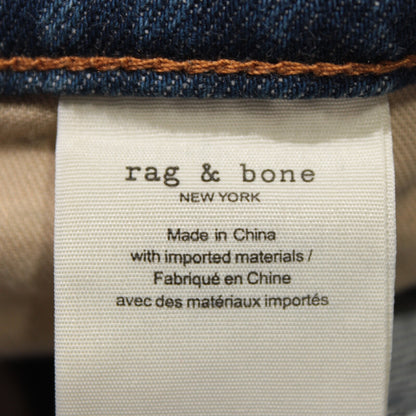 rag & bone
NEW YORK
Made in China
with imported materials /
Fabriqué en Chine
avec des matériaux importés